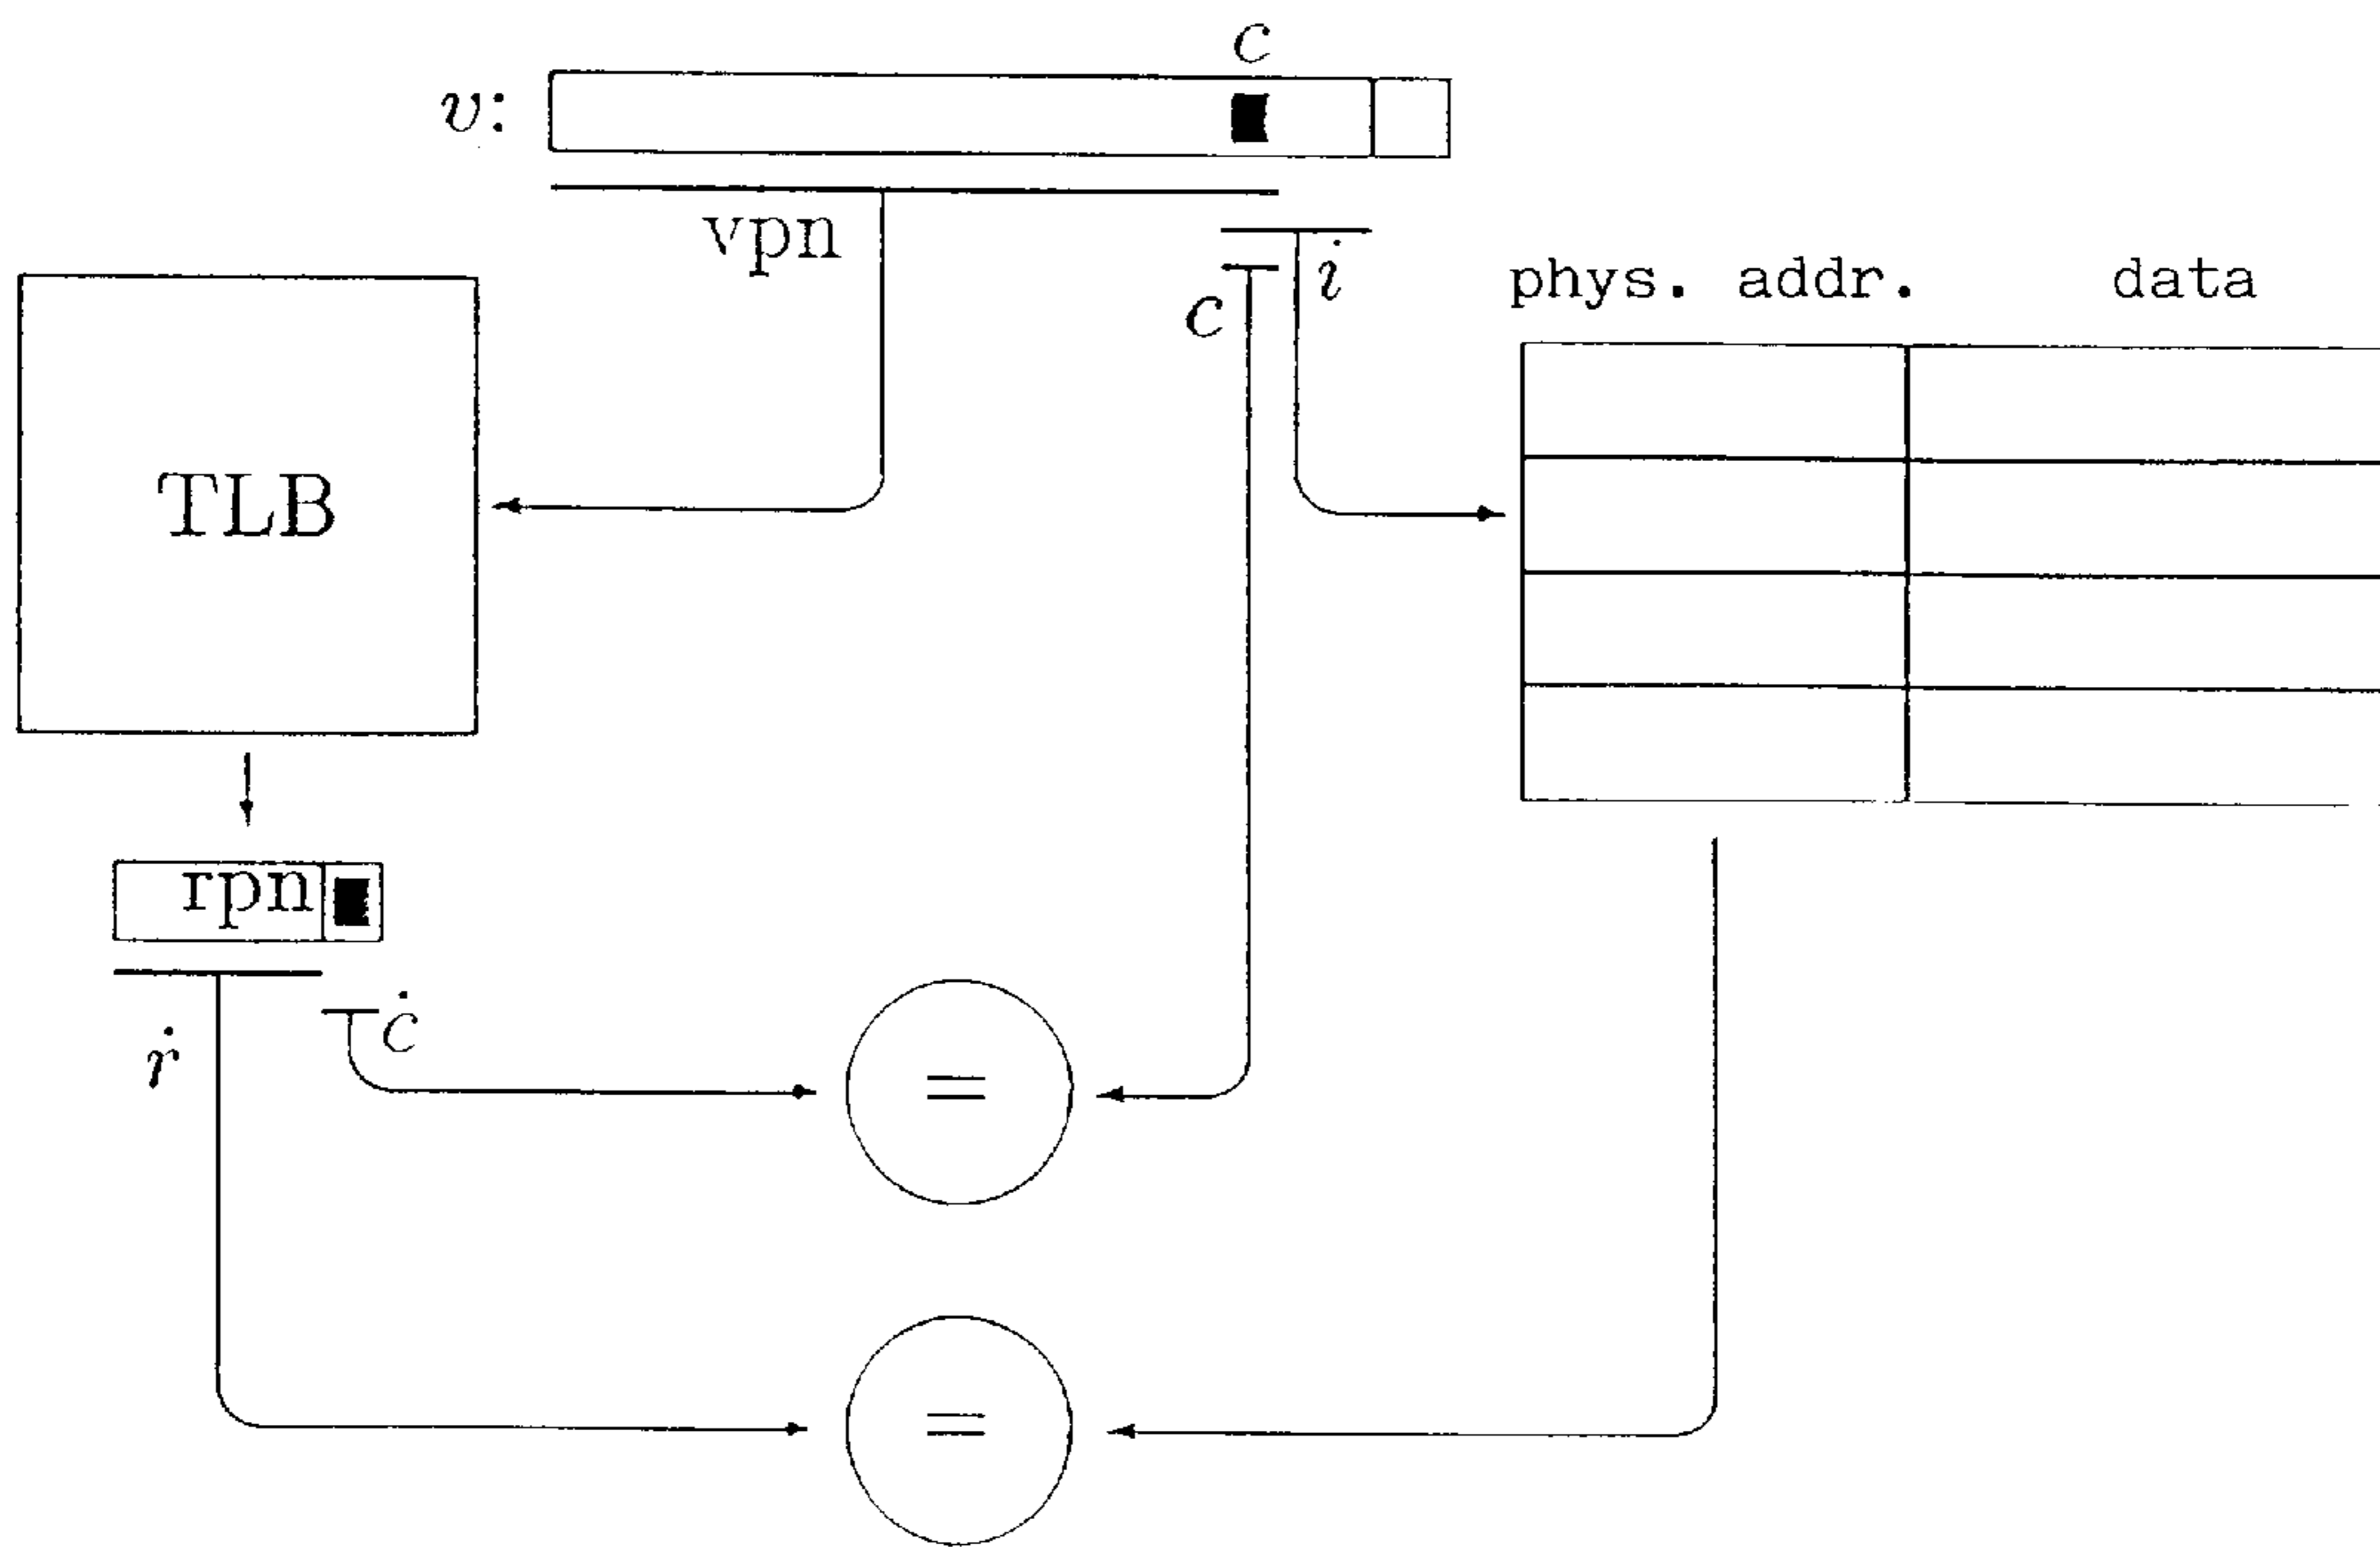 c
v:
vpn
i
c
phys. addr. data
TLB
rpn
ċ
ṙ
=
=